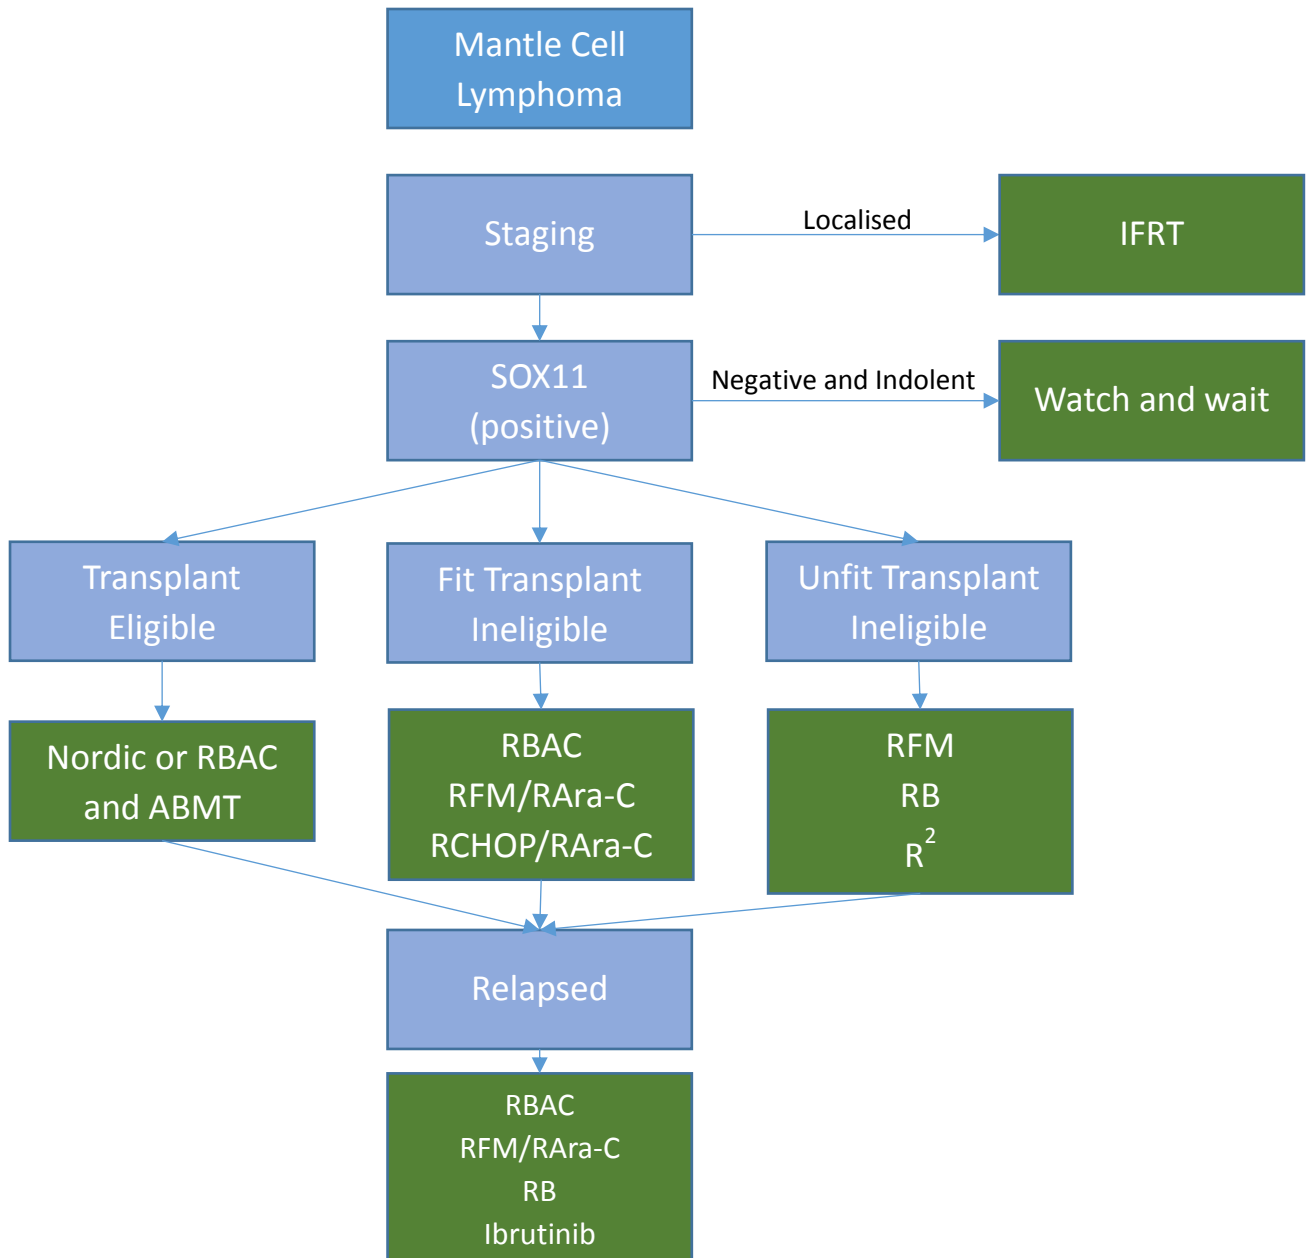 Mantle Cell
Lymphoma
Staging
Localised
IFRT
SOX11
(positive)
Negative and Indolent
Watch and wait
Transplant
Eligible
Fit Transplant
Ineligible
Unfit Transplant
Ineligible
Nordic or RBAC
and ABMT
RBAC
RFM/RAra-C
RCHOP/RAra-C
RFM
RB
R²
Relapsed
RBAC
RFM/RAra-C
RB
Ibrutinib